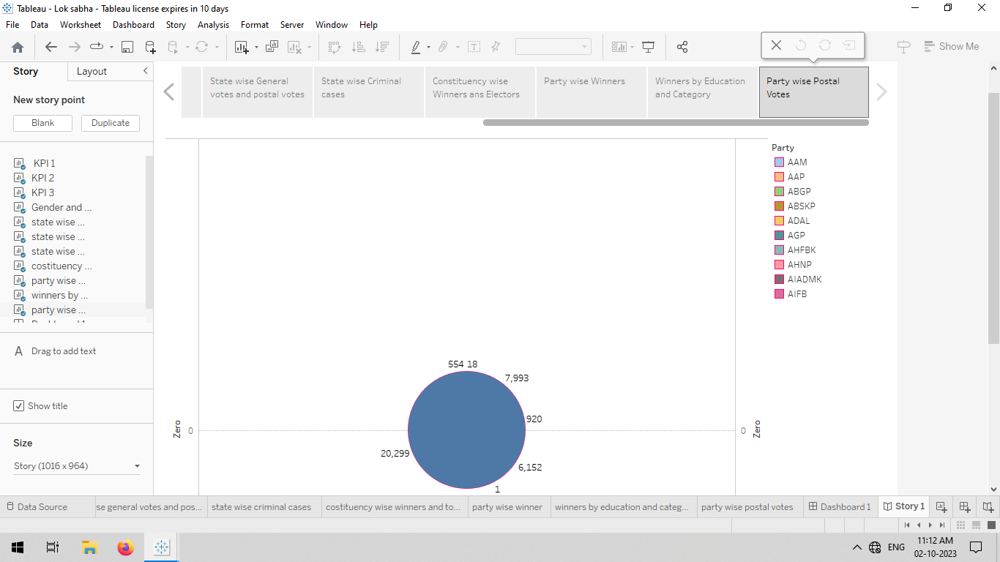 Tableau - Lok sabha - Tableau license expires in 10 days
File Data Worksheet Dashboard Story Analysis Format Server Window Help
Show Me
Story Layout
New story point
Blank Duplicate
KPI 1
KPI 2
KPI 3
Gender and ...
state wise ...
state wise ...
state wise ...
costituency ...
party wise ...
winners by ...
party wise ...
A Drag to add text
Show title
Size
Story (1016 x 964)
State wise General
votes and postal votes
State wise Criminal
cases
Constituency wise
Winners ans Electors
Party wise Winners
Winners by Education
and Category
Party wise Postal
Votes
Party
AAM
AAP
ABGP
ABSKP
ADAL
AGP
AHFBK
AHNP
AIADMK
AIFB
554 18
7,993
920
Zero 0
0 Zero
20,299
6,152
1
Data Source se general votes and pos... state wise criminal cases costituency wise winners and to... party wise winner winners by education and categ... party wise postal votes Dashboard 1 Story 1
ENG
11:12 AM
02-10-2023